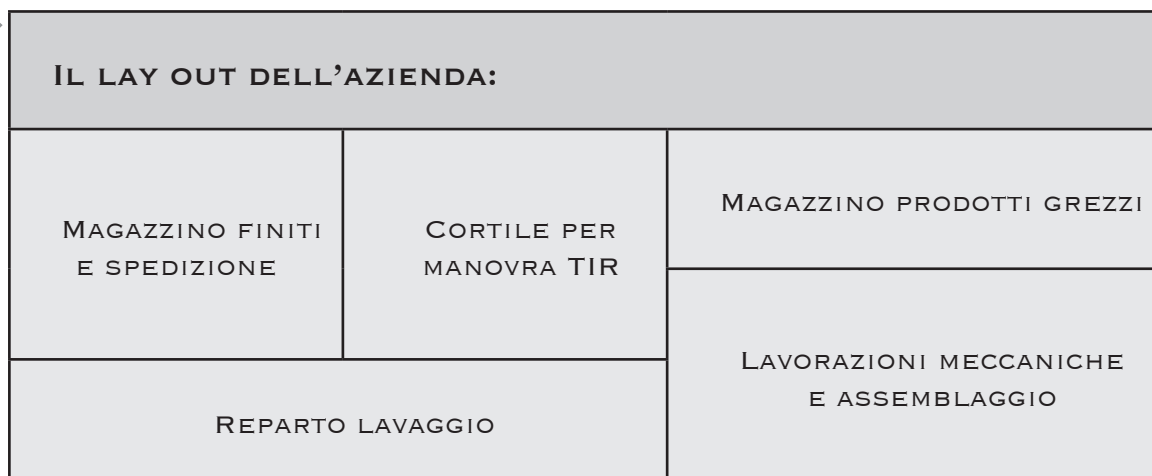 Il lay out dell'azienda:
Magazzino finiti
e spedizione
Cortile per
manovra TIR
Magazzino prodotti grezzi
Lavorazioni meccaniche
e assemblaggio
Reparto lavaggio